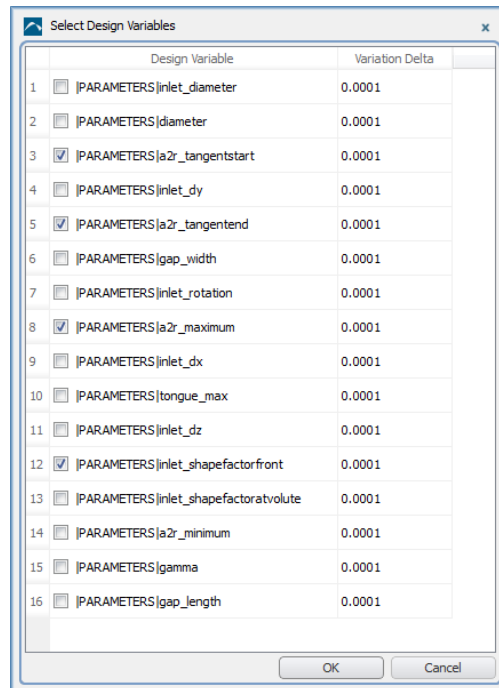 Select Design Variables x
Design Variable Variation Delta
1 |PARAMETERS|inlet_diameter 0.0001
2 |PARAMETERS|diameter 0.0001
3 |PARAMETERS|a2r_tangentstart 0.0001
4 |PARAMETERS|inlet_dy 0.0001
5 |PARAMETERS|a2r_tangentend 0.0001
6 |PARAMETERS|gap_width 0.0001
7 |PARAMETERS|inlet_rotation 0.0001
8 |PARAMETERS|a2r_maximum 0.0001
9 |PARAMETERS|inlet_dx 0.0001
10 |PARAMETERS|tongue_max 0.0001
11 |PARAMETERS|inlet_dz 0.0001
12 |PARAMETERS|inlet_shapefactorfront 0.0001
13 |PARAMETERS|inlet_shapefactoratvolute 0.0001
14 |PARAMETERS|a2r_minimum 0.0001
15 |PARAMETERS|gamma 0.0001
16 |PARAMETERS|gap_length 0.0001
OK Cancel